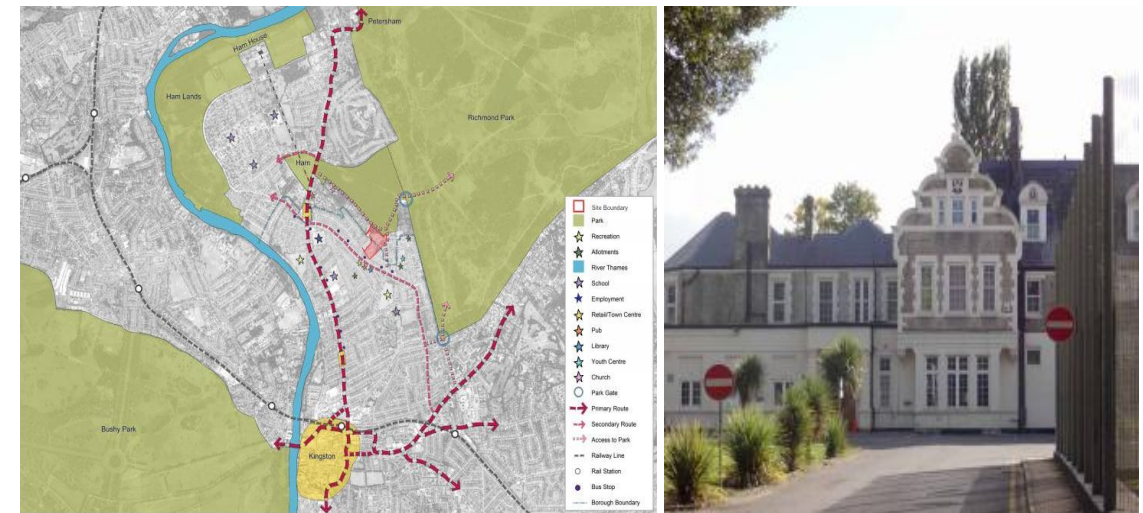 Petersham
Ham House
Ham Lands
Richmond Park
Ham
Bushy Park
Kingston
Site Boundary
Park
Recreation
Allotments
River Thames
School
Employment
Retail/Town Centre
Pub
Library
Youth Centre
Church
Park Gate
Primary Route
Secondary Route
Access to Park
Railway Line
Rail Station
Bus Stop
Borough Boundary